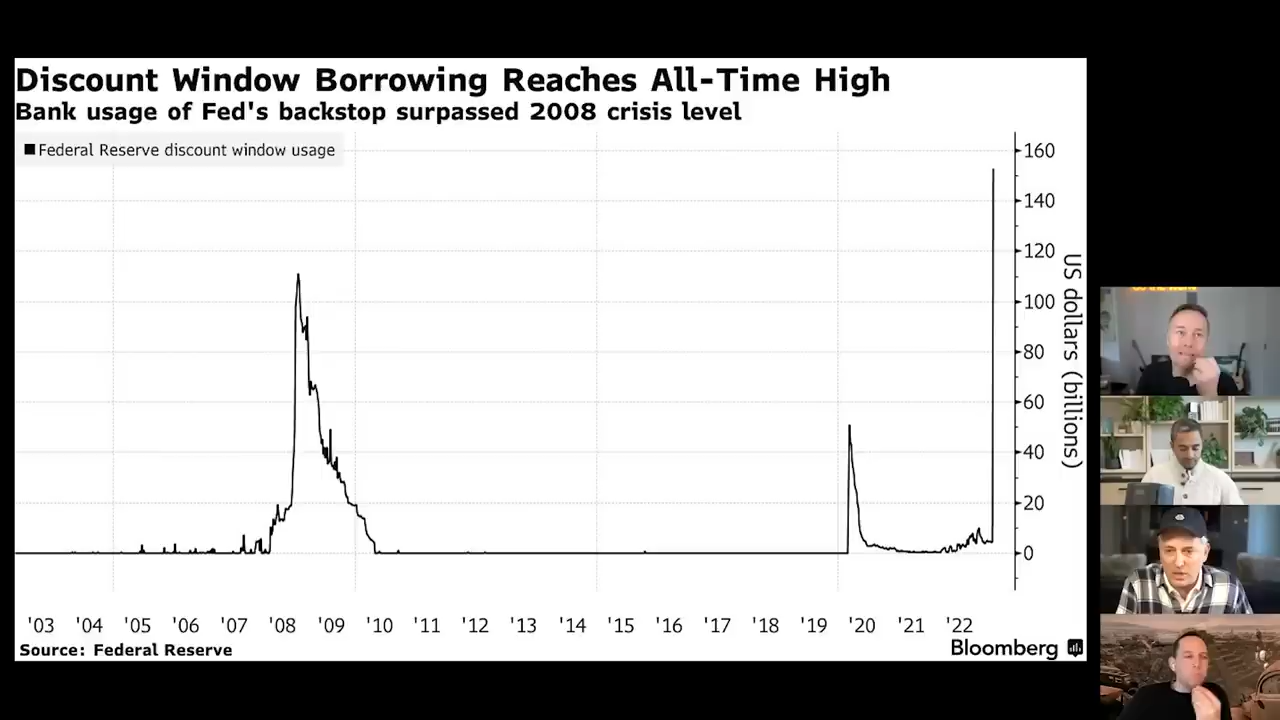 Discount Window Borrowing Reaches All-Time High
Bank usage of Fed's backstop surpassed 2008 crisis level
Federal Reserve discount window usage
160
140
120
100
80
60
40
20
0
US dollars (billions)
'03 '04 '05 '06 '07 '08 '09 '10 '11 '12 '13 '14 '15 '16 '17 '18 '19 '20 '21 '22
Source: Federal Reserve
Bloomberg